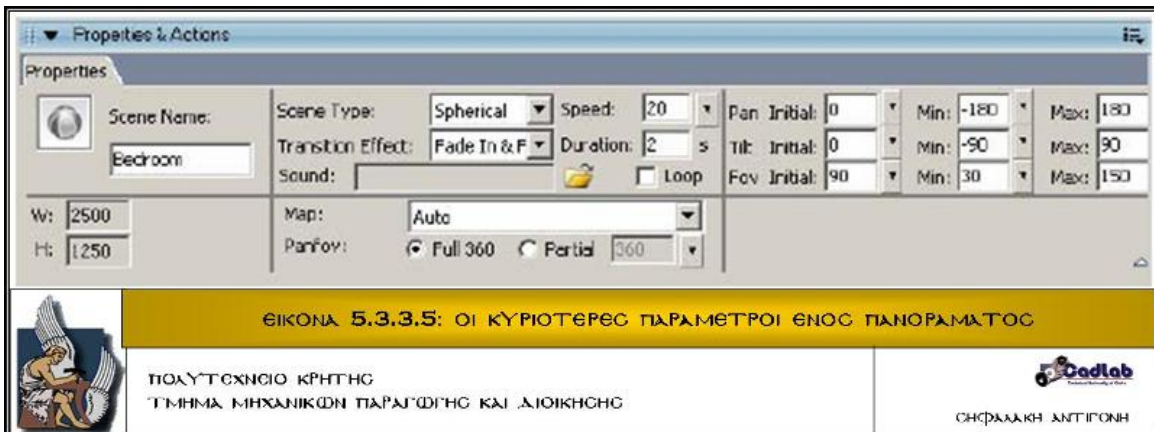 Properties & Actions
Properties
Scene Name:
Bedroom
Scene Type: Spherical Speed: 20
Transition Effect: Fade In & F Duration: 2 s
Sound: Loop
Pan Initial: 0 Min: -180 Max: 180
Tilt Initial: 0 Min: -90 Max: 90
Fov Initial: 90 Min: 30 Max: 150
W: 2500
H: 1250
Map: Auto
Panfov: Full 360 Partial 360
ΕΙΚΟΝΑ 5.3.3.5: ΟΙ ΚΥΡΙΟΤΕΡΕΣ ΠΑΡΑΜΕΤΡΟΙ ΕΝΟΣ ΠΑΝΟΡΑΜΑΤΟΣ
ΠΟΛΥΤΕΧΝΕΙΟ ΚΡΗΤΗΣ
ΤΜΗΜΑ ΜΗΧΑΝΙΚΩΝ ΠΑΡΑΓΩΓΗΣ ΚΑΙ ΔΙΟΙΚΗΣΗΣ
Cadlab
ΣΗΦΑΛΑΚΗ ΑΝΤΙΓΟΝΗ